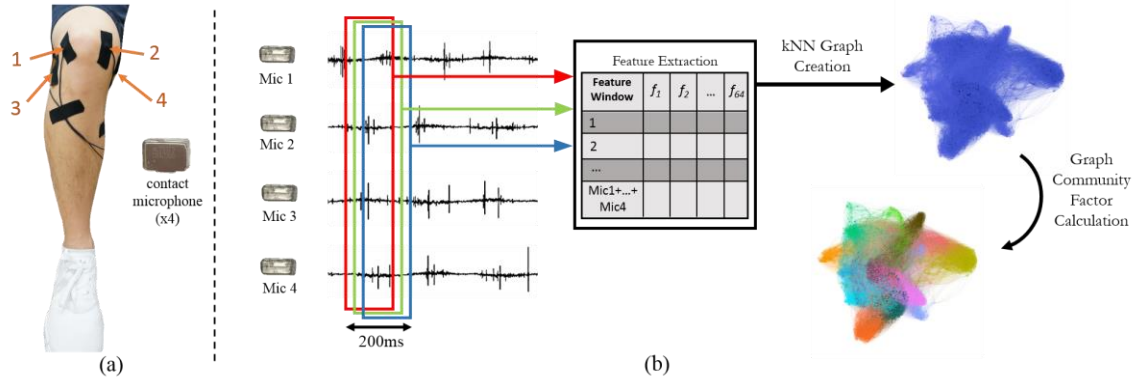 1
2
3
4
contact
microphone
(x4)
(a)
Mic 1
Mic 2
Mic 3
Mic 4
200ms
Feature Extraction
Feature Window f1 f2 ... f64
1
2
...
Mic1+...+
Mic4
kNN Graph
Creation
Graph
Community
Factor
Calculation
(b)